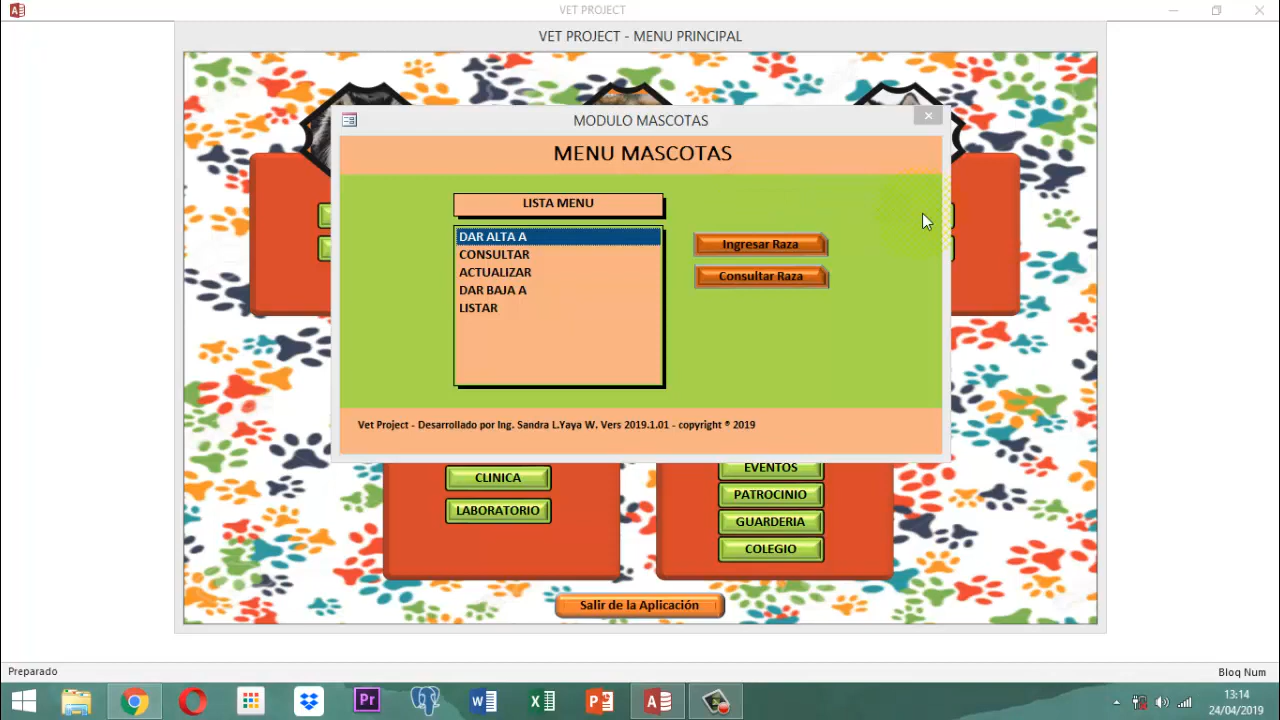 VET PROJECT
VET PROJECT - MENU PRINCIPAL
MODULO MASCOTAS
MENU MASCOTAS
LISTA MENU
DAR ALTA A
CONSULTAR
ACTUALIZAR
DAR BAJA A
LISTAR
Ingresar Raza
Consultar Raza
Vet Project - Desarrollado por Ing. Sandra L.Yaya W. Vers 2019.1.01 - copyright ® 2019
CLINICA
LABORATORIO
EVENTOS
PATROCINIO
GUARDERIA
COLEGIO
Salir de la Aplicación
Preparado
Bloq Num
Pr
13:14
24/04/2019